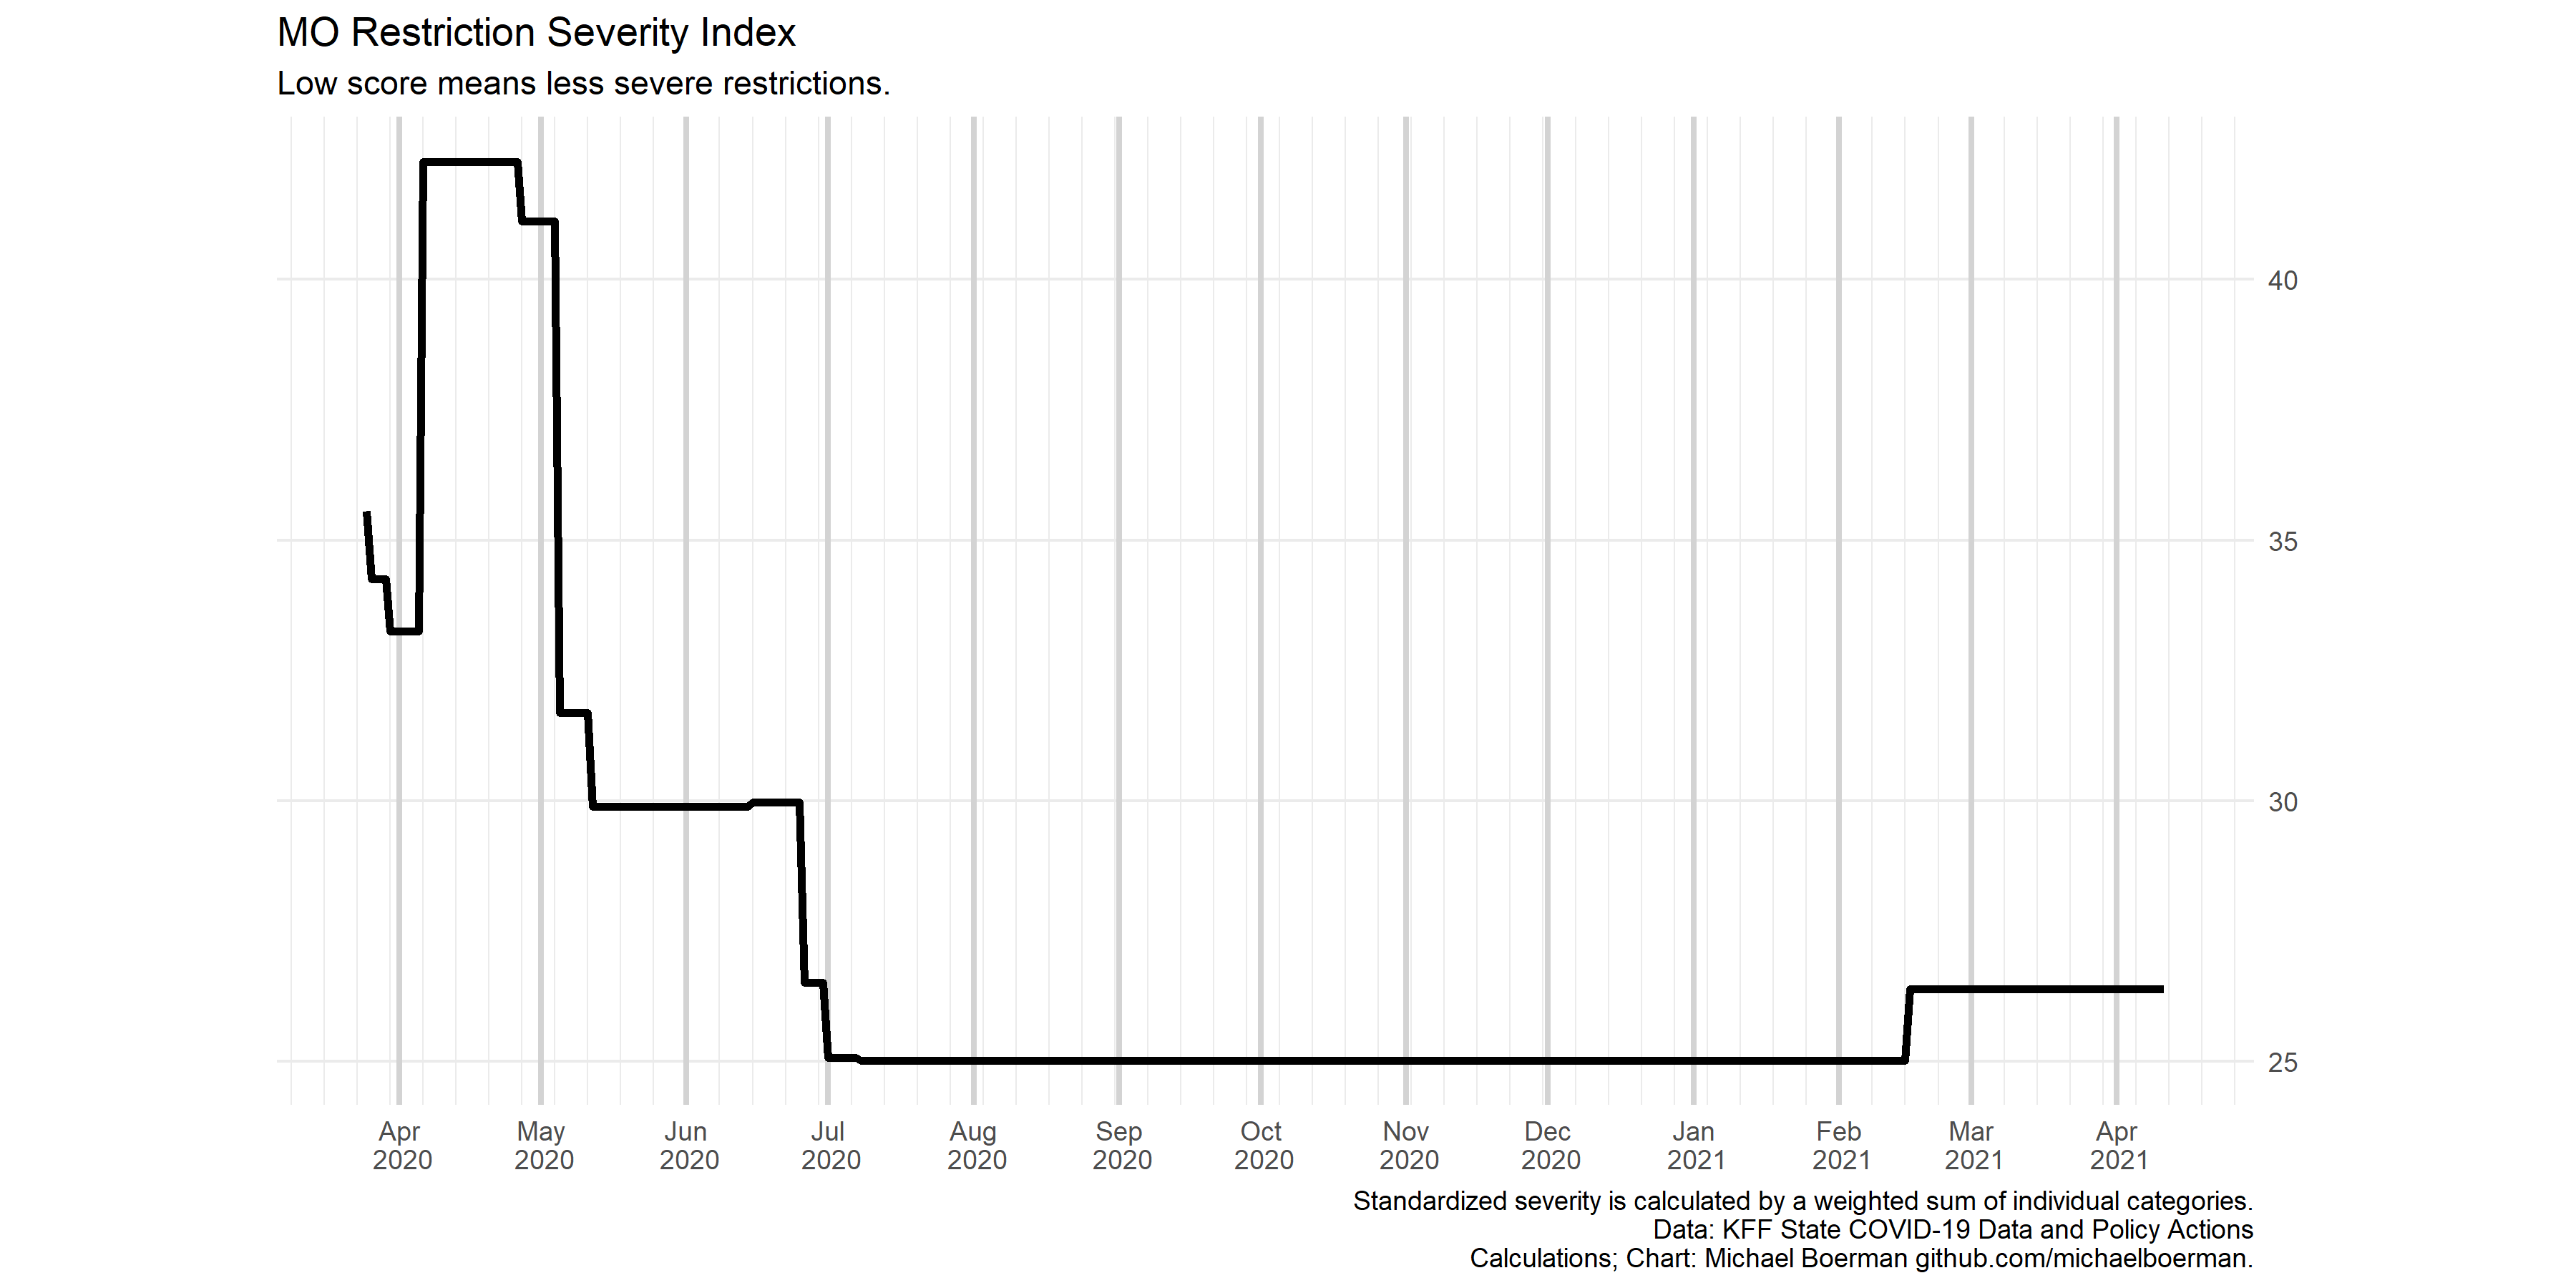 MO Restriction Severity Index
Low score means less severe restrictions.
40
35
30
25
Apr May Jun Jul Aug Sep Oct Nov Dec Jan Feb Mar Apr
2020 2020 2020 2020 2020 2020 2020 2020 2020 2021 2021 2021 2021
Standardized severity is calculated by a weighted sum of individual categories.
Data: KFF State COVID-19 Data and Policy Actions
Calculations; Chart: Michael Boerman github.com/michaelboerman.